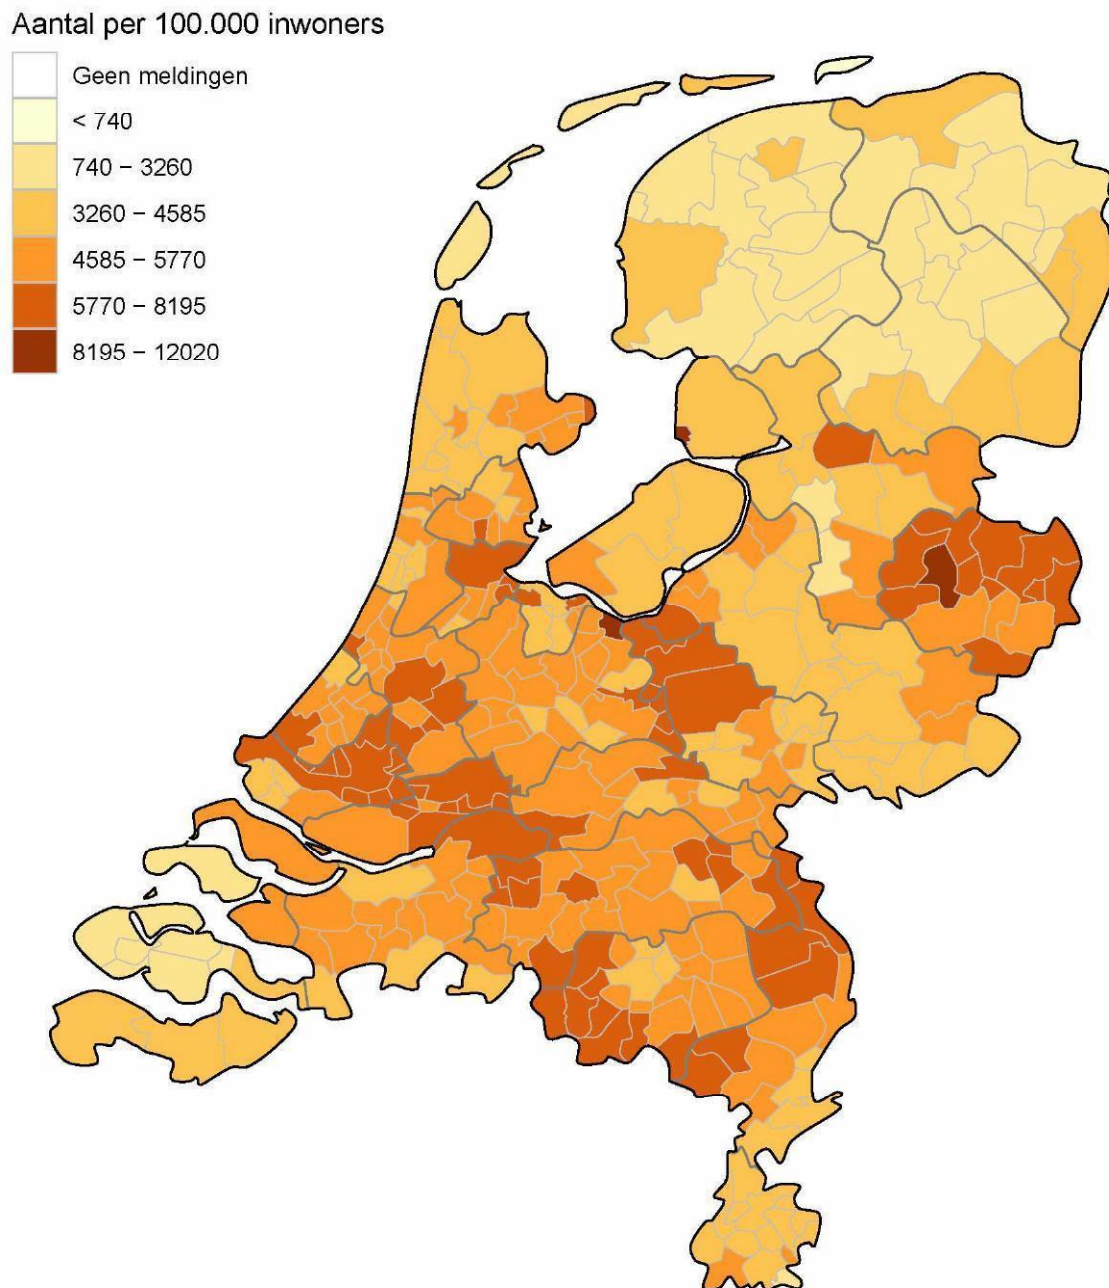 Aantal per 100.000 inwoners
Geen meldingen
< 740
740 − 3260
3260 − 4585
4585 − 5770
5770 − 8195
8195 − 12020